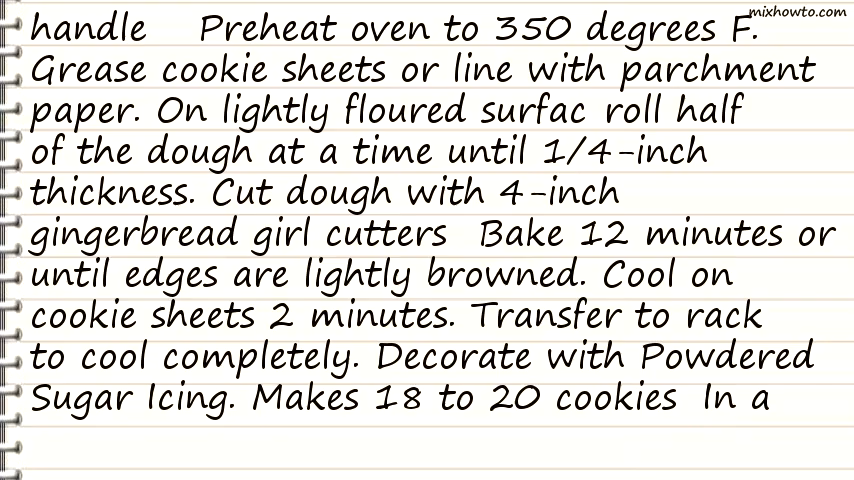 mixhowto.com
handle Preheat oven to 350 degrees F.
Grease cookie sheets or line with parchment
paper. On lightly floured surfac roll half
of the dough at a time until 1/4-inch
thickness. Cut dough with 4-inch
gingerbread girl cutters Bake 12 minutes or
until edges are lightly browned. Cool on
cookie sheets 2 minutes. Transfer to rack
to cool completely. Decorate with Powdered
Sugar Icing. Makes 18 to 20 cookies In a